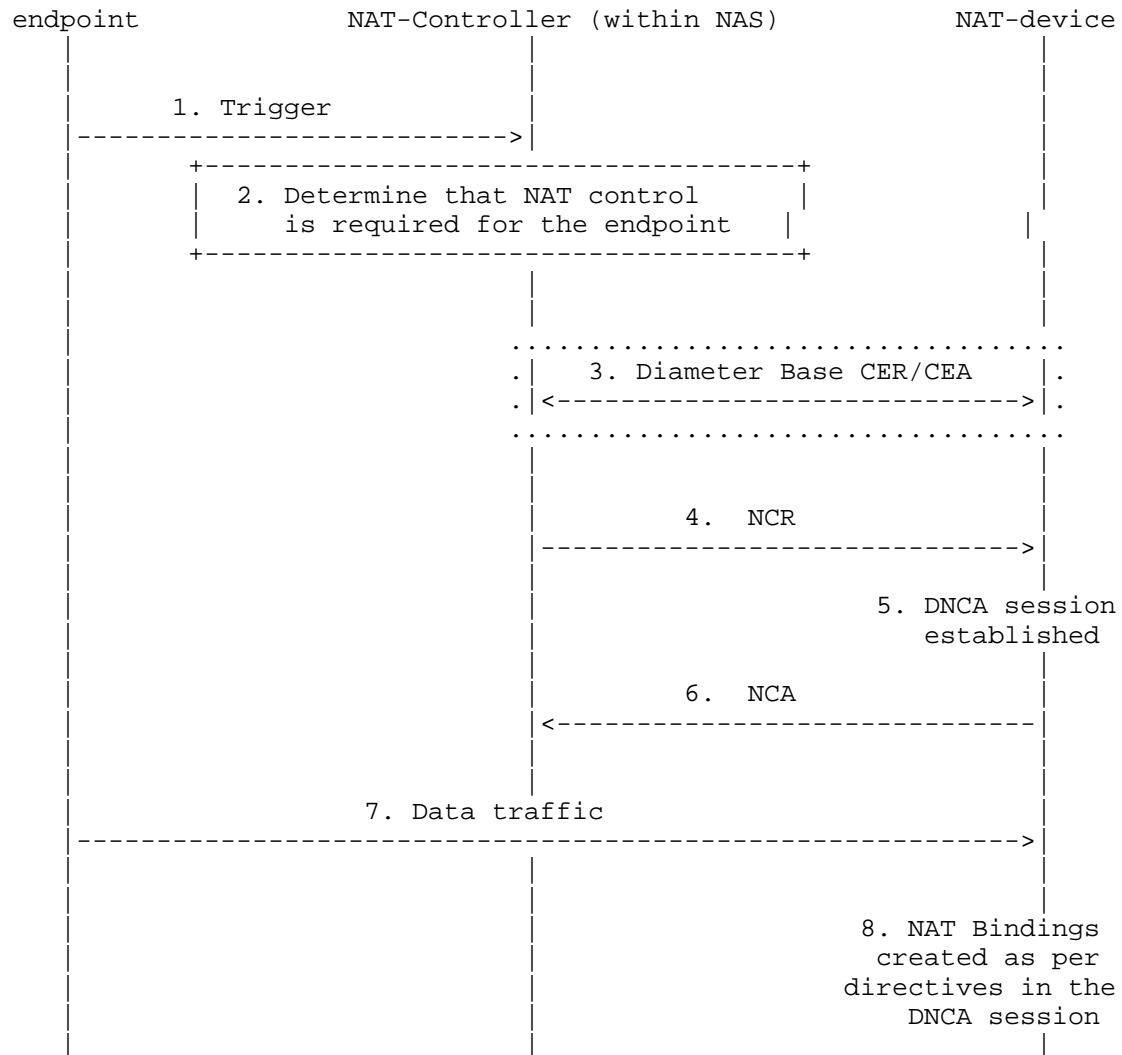 endpoint NAT-Controller (within NAS) NAT-device
1. Trigger
2. Determine that NAT control
is required for the endpoint
3. Diameter Base CER/CEA
4. NCR
5. DNCA session
established
6. NCA
7. Data traffic
8. NAT Bindings
created as per
directives in the
DNCA session